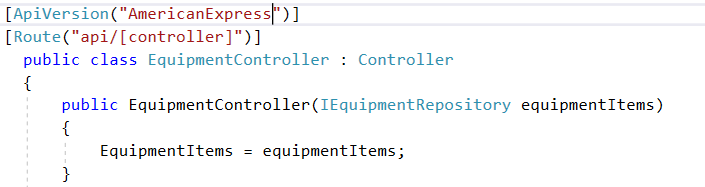 [ApiVersion("AmericanExpress")]
[Route("api/[controller]")]
public class EquipmentController : Controller
{
public EquipmentController(IEquipmentRepository equipmentItems)
{
EquipmentItems = equipmentItems;
}